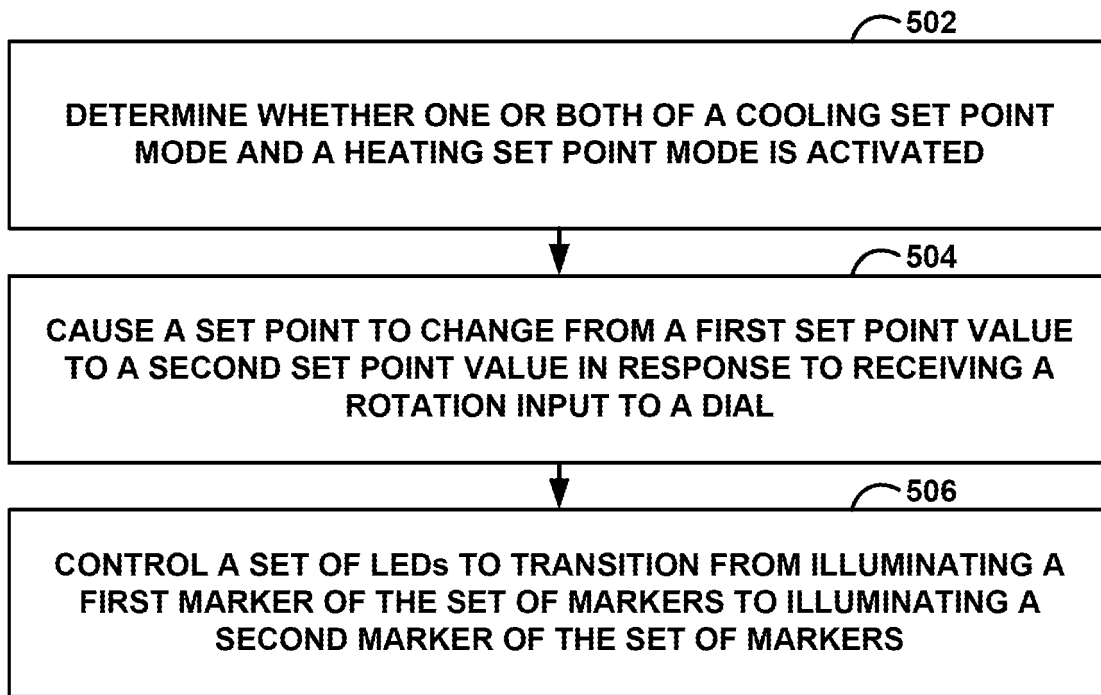 502
DETERMINE WHETHER ONE OR BOTH OF A COOLING SET POINT
MODE AND A HEATING SET POINT MODE IS ACTIVATED
504
CAUSE A SET POINT TO CHANGE FROM A FIRST SET POINT VALUE
TO A SECOND SET POINT VALUE IN RESPONSE TO RECEIVING A
ROTATION INPUT TO A DIAL
506
CONTROL A SET OF LEDs TO TRANSITION FROM ILLUMINATING A
FIRST MARKER OF THE SET OF MARKERS TO ILLUMINATING A
SECOND MARKER OF THE SET OF MARKERS